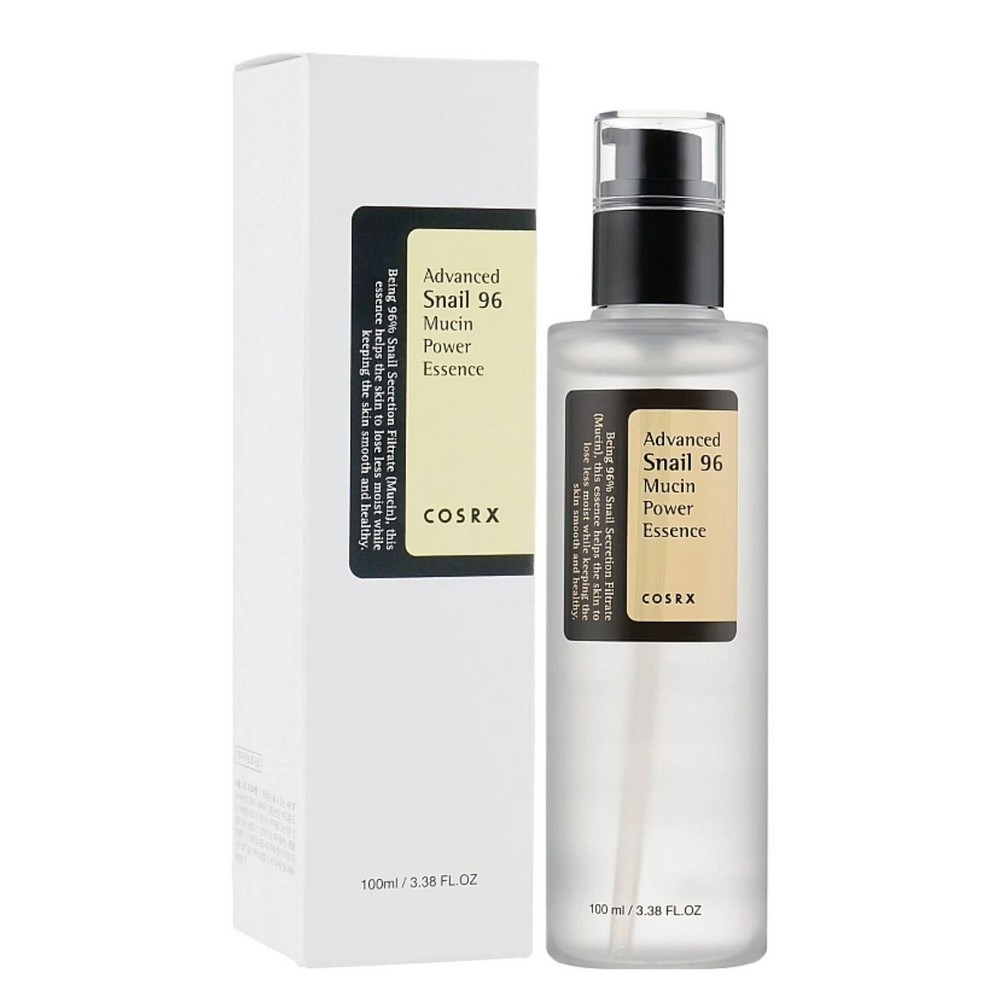 Advanced
Snail 96
Mucin
Power
Essence
COSRX
Being 96% Snail Secretion Filtrate (Mucin), this
essence helps the skin to lose less moist while
keeping the skin smooth and healthy.
100ml / 3.38 FL.OZ
Advanced
Snail 96
Mucin
Power
Essence
COSRX
Being 96% Snail Secretion Filtrate
(Mucin), this essence helps the skin to
lose less moist while keeping the
skin smooth and healthy.
100 ml / 3.38 FL.OZ